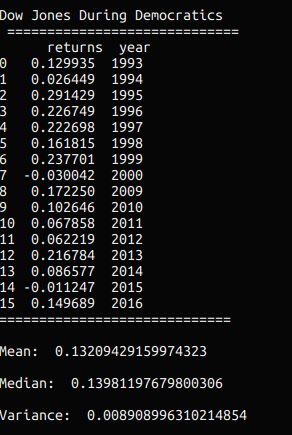 Dow Jones During Democratics
=============================
returns year
0 0.129935 1993
1 0.026449 1994
2 0.291429 1995
3 0.226749 1996
4 0.222698 1997
5 0.161815 1998
6 0.237701 1999
7 -0.030042 2000
8 0.172250 2009
9 0.102646 2010
10 0.067858 2011
11 0.062219 2012
12 0.216784 2013
13 0.086577 2014
14 -0.011247 2015
15 0.149689 2016
=============================
Mean: 0.13209429159974323
Median: 0.13981197679800306
Variance: 0.008908996310214854